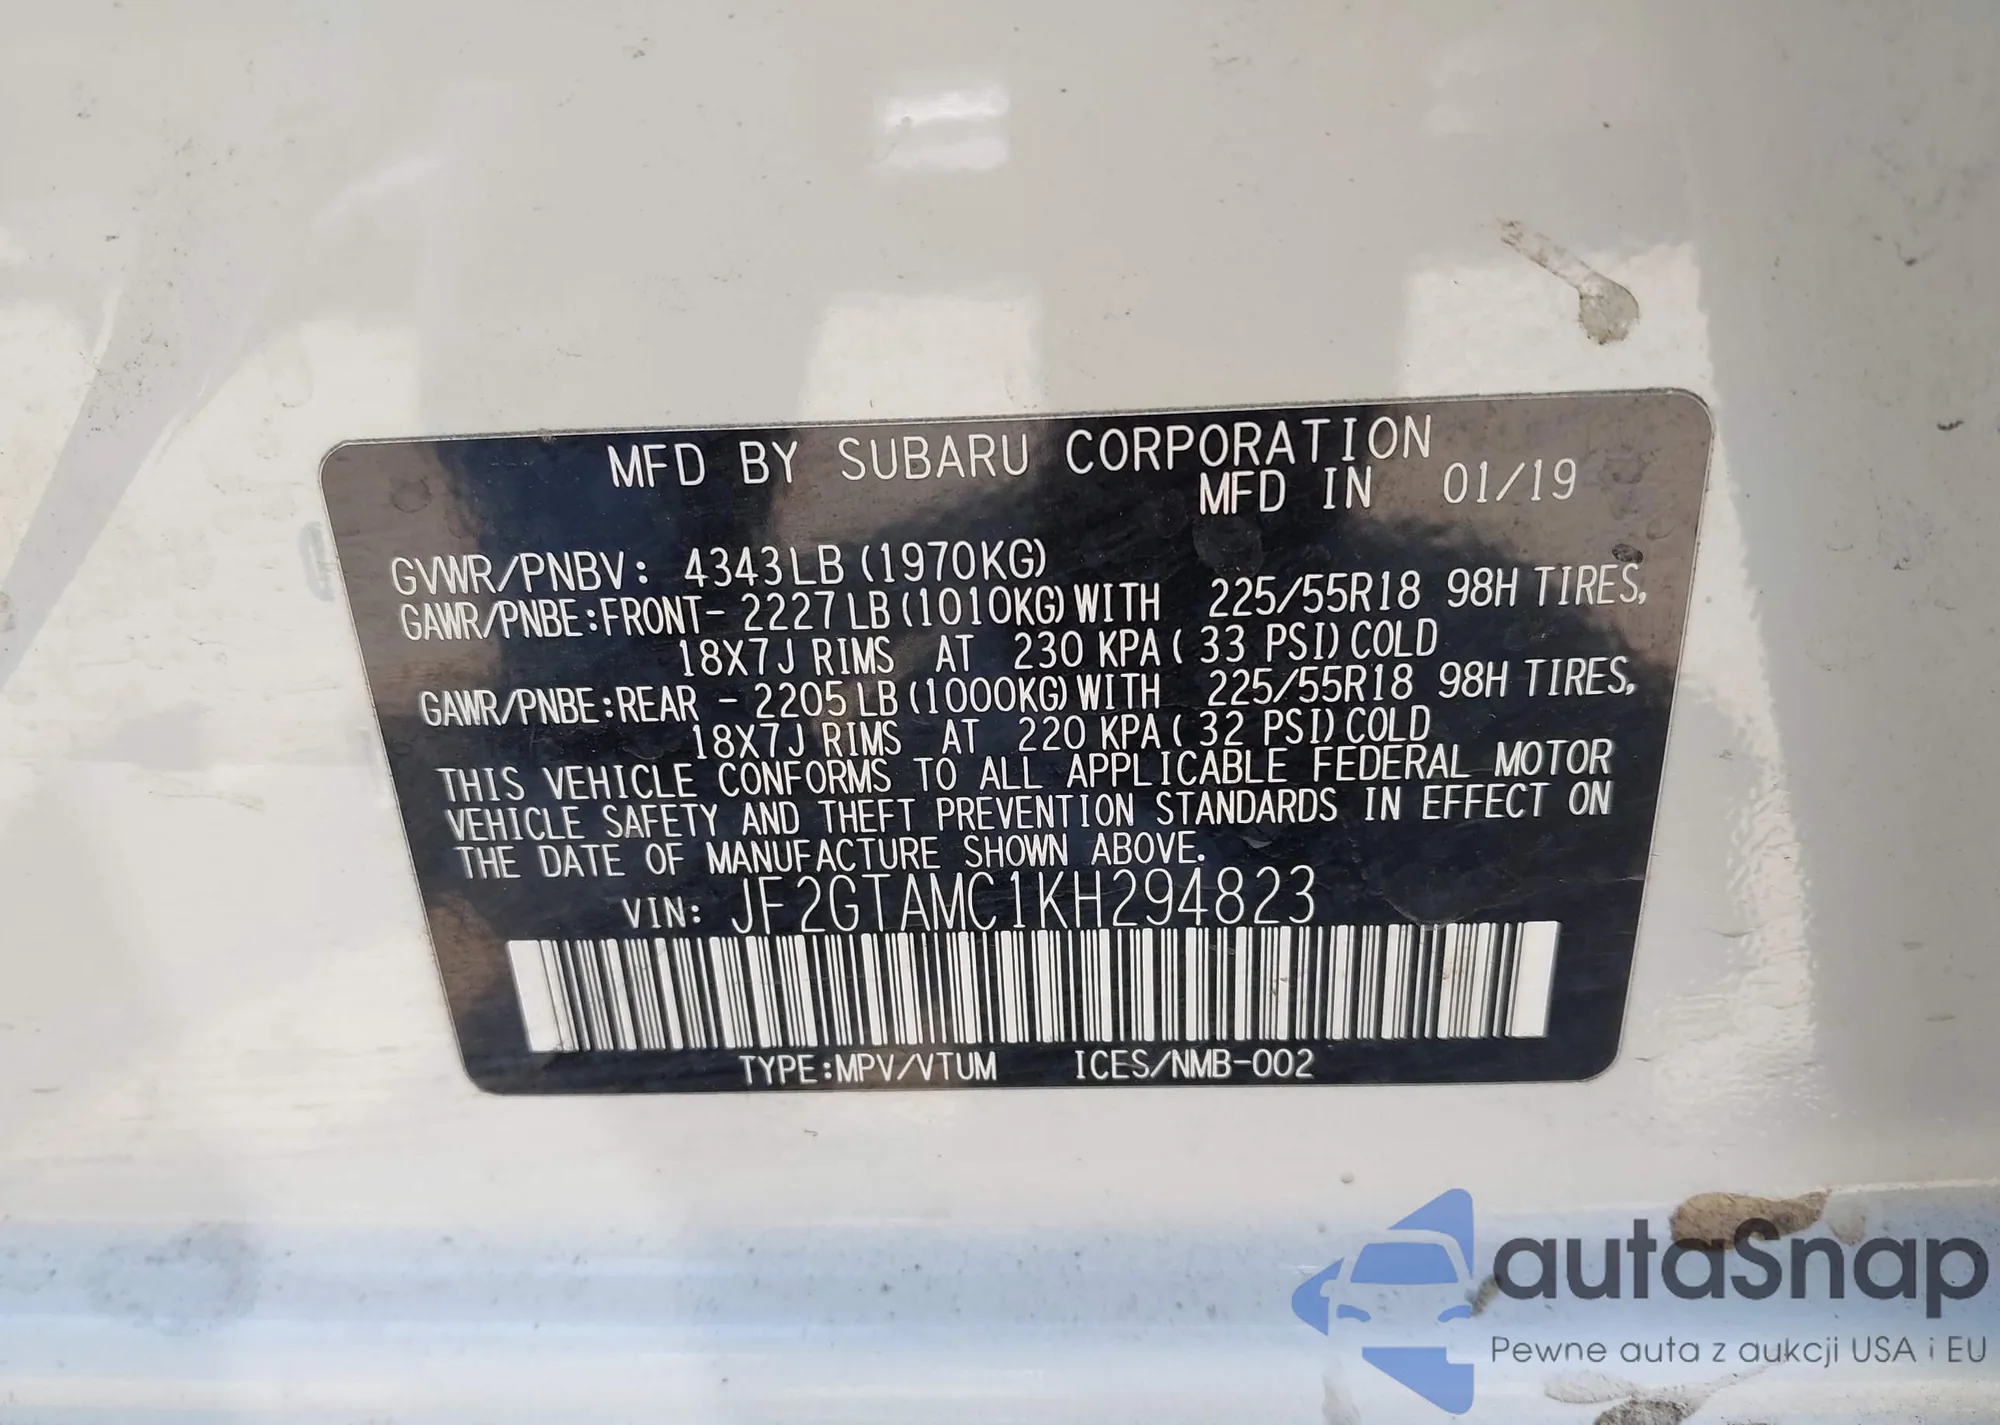 MFD BY SUBARU CORPORATION
MFD IN 01/19
GVWR/PNBV: 4343LB (1970KG)
GAWR/PNBE:FRONT- 2227LB (1010KG) WITH 225/55R18 98H TIRES,
18X7J RIMS AT 230 KPA ( 33 PSI) COLD
GAWR/PNBE:REAR - 2205LB (1000KG) WITH 225/55R18 98H TIRES,
18X7J RIMS AT 220 KPA ( 32 PSI) COLD
THIS VEHICLE CONFORMS TO ALL APPLICABLE FEDERAL MOTOR
VEHICLE SAFETY AND THEFT PREVENTION STANDARDS IN EFFECT ON
THE DATE OF MANUFACTURE SHOWN ABOVE.
VIN: JF2GTAMC1KH294823
TYPE:MPV/VTUM ICES/NMB-002
autaSnap
Pewne auta z aukcji USA i EU